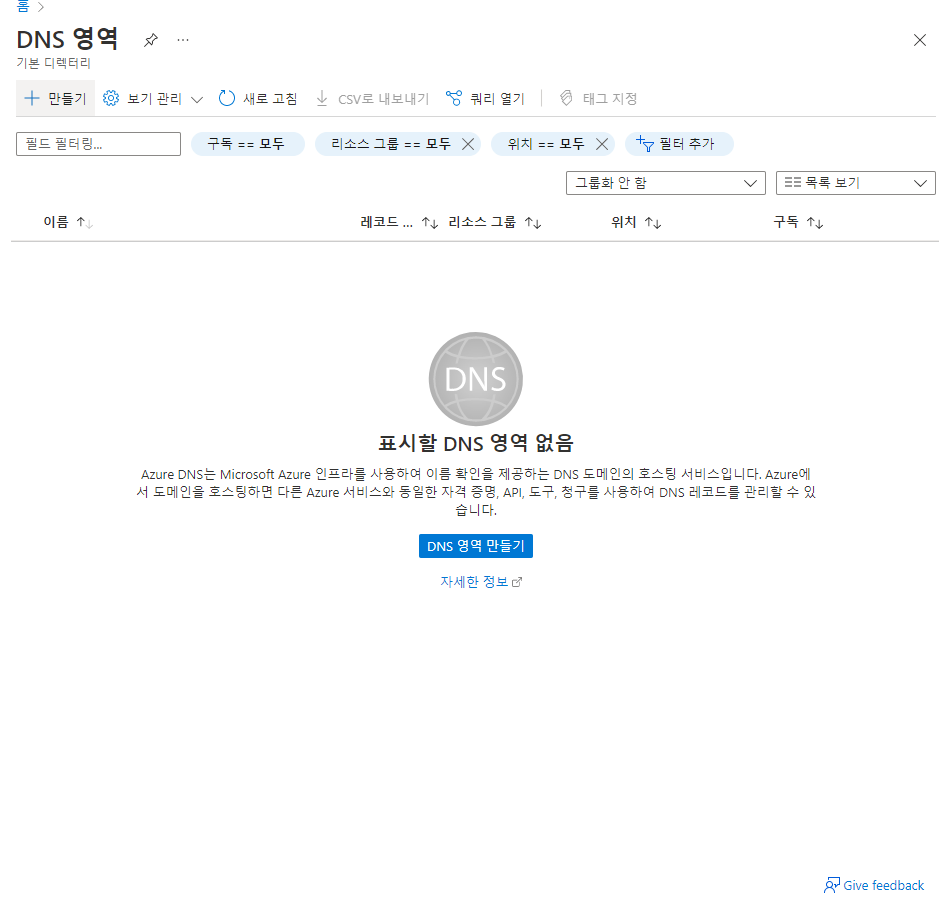 홈
DNS 영역
기본 디렉터리
만들기 보기 관리 새로 고침 CSV로 내보내기 쿼리 열기 태그 지정
필드 필터링... 구독 == 모두 리소스 그룹 == 모두 위치 == 모두 필터 추가
그룹화 안 함 목록 보기
이름 레코드 ... 리소스 그룹 위치 구독
DNS
표시할 DNS 영역 없음
Azure DNS는 Microsoft Azure 인프라를 사용하여 이름 확인을 제공하는 DNS 도메인의 호스팅 서비스입니다. Azure에
서 도메인을 호스팅하면 다른 Azure 서비스와 동일한 자격 증명, API, 도구, 청구를 사용하여 DNS 레코드를 관리할 수 있
습니다.
DNS 영역 만들기
자세한 정보
Give feedback